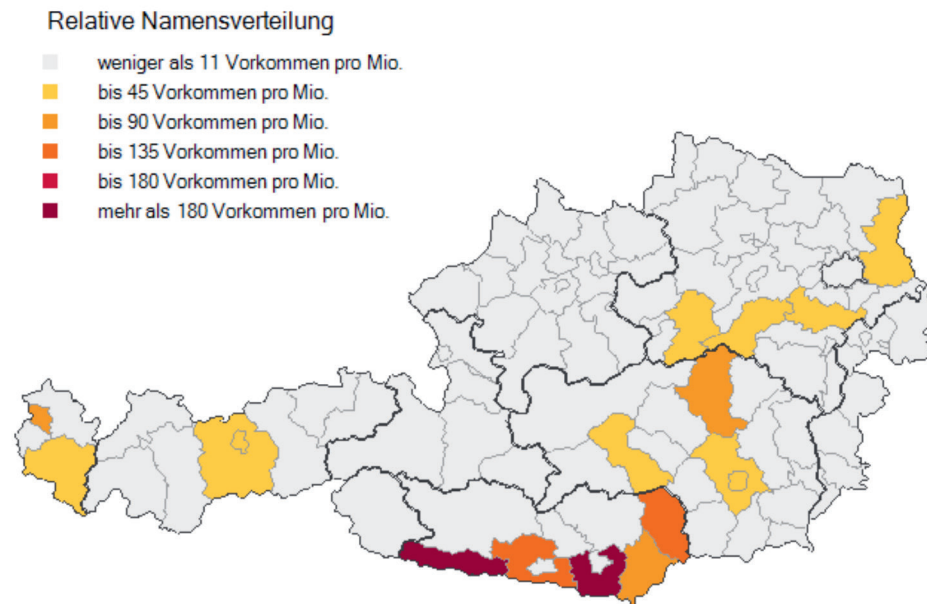 Relative Namensverteilung
weniger als 11 Vorkommen pro Mio.
bis 45 Vorkommen pro Mio.
bis 90 Vorkommen pro Mio.
bis 135 Vorkommen pro Mio.
bis 180 Vorkommen pro Mio.
mehr als 180 Vorkommen pro Mio.